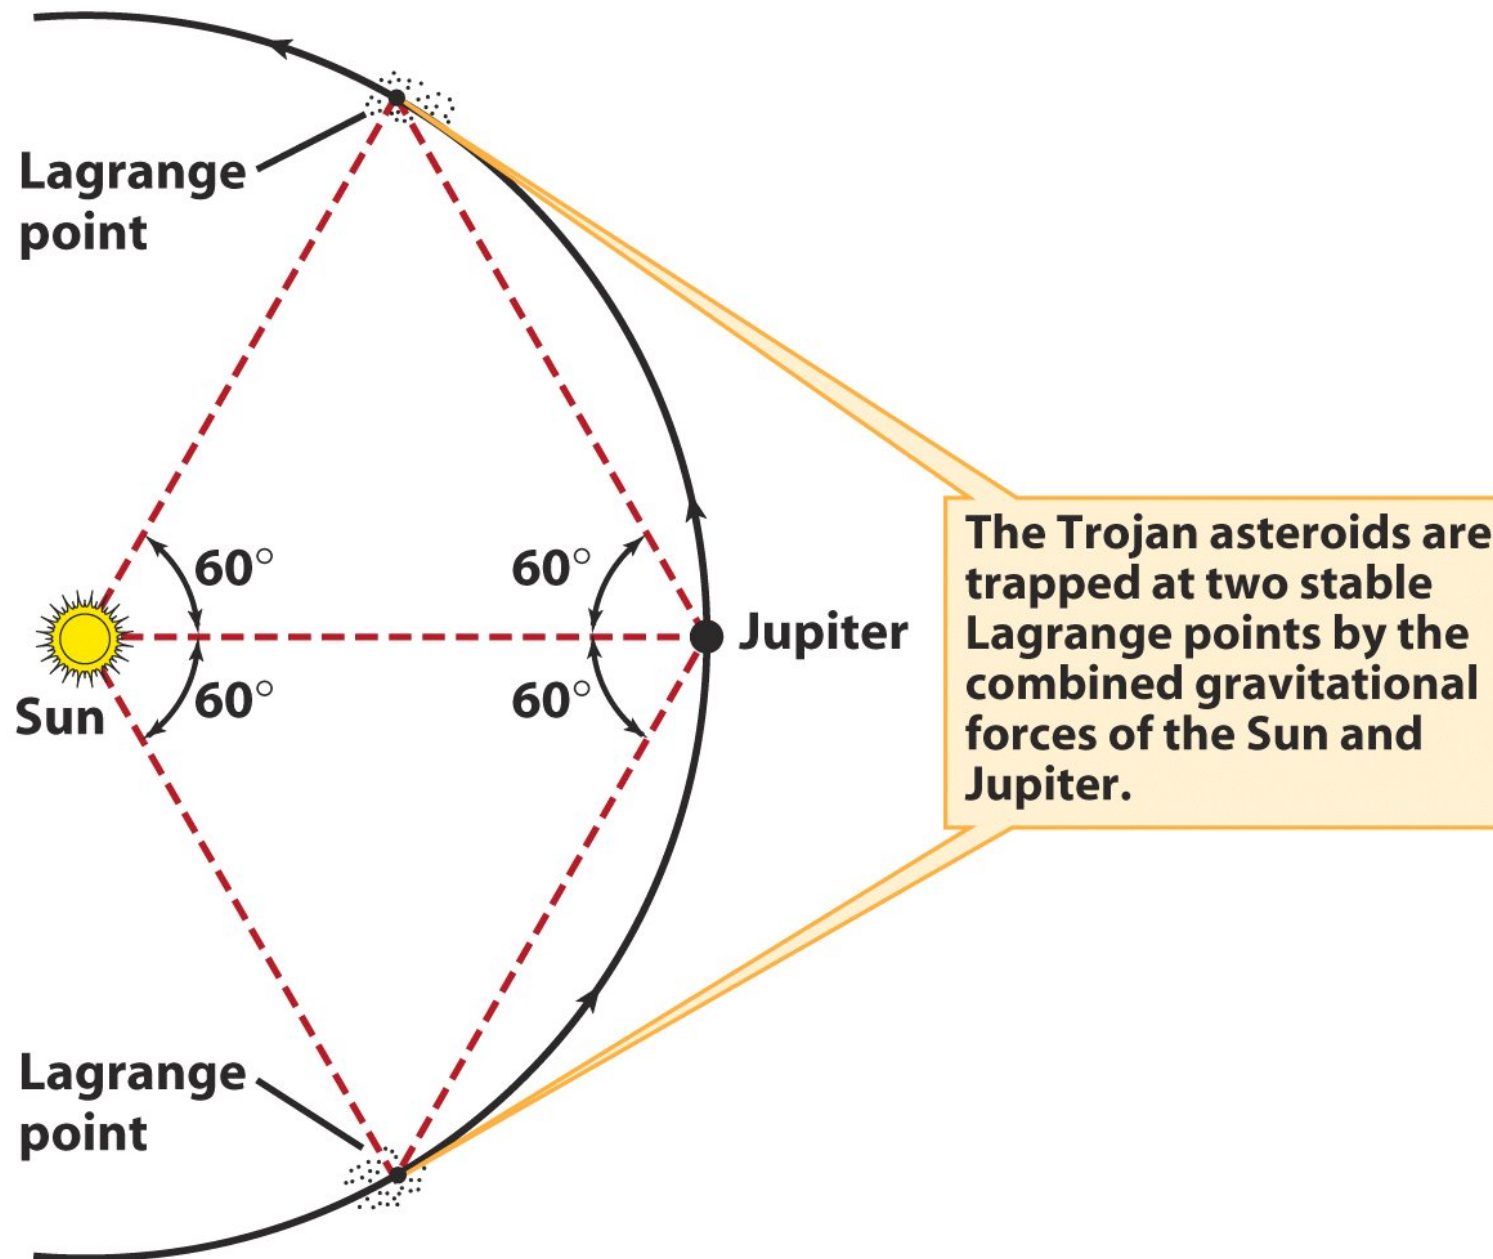 Lagrange
point
60°
60°
Jupiter
Sun
60°
60°
The Trojan asteroids are
trapped at two stable
Lagrange points by the
combined gravitational
forces of the Sun and
Jupiter.
Lagrange
point